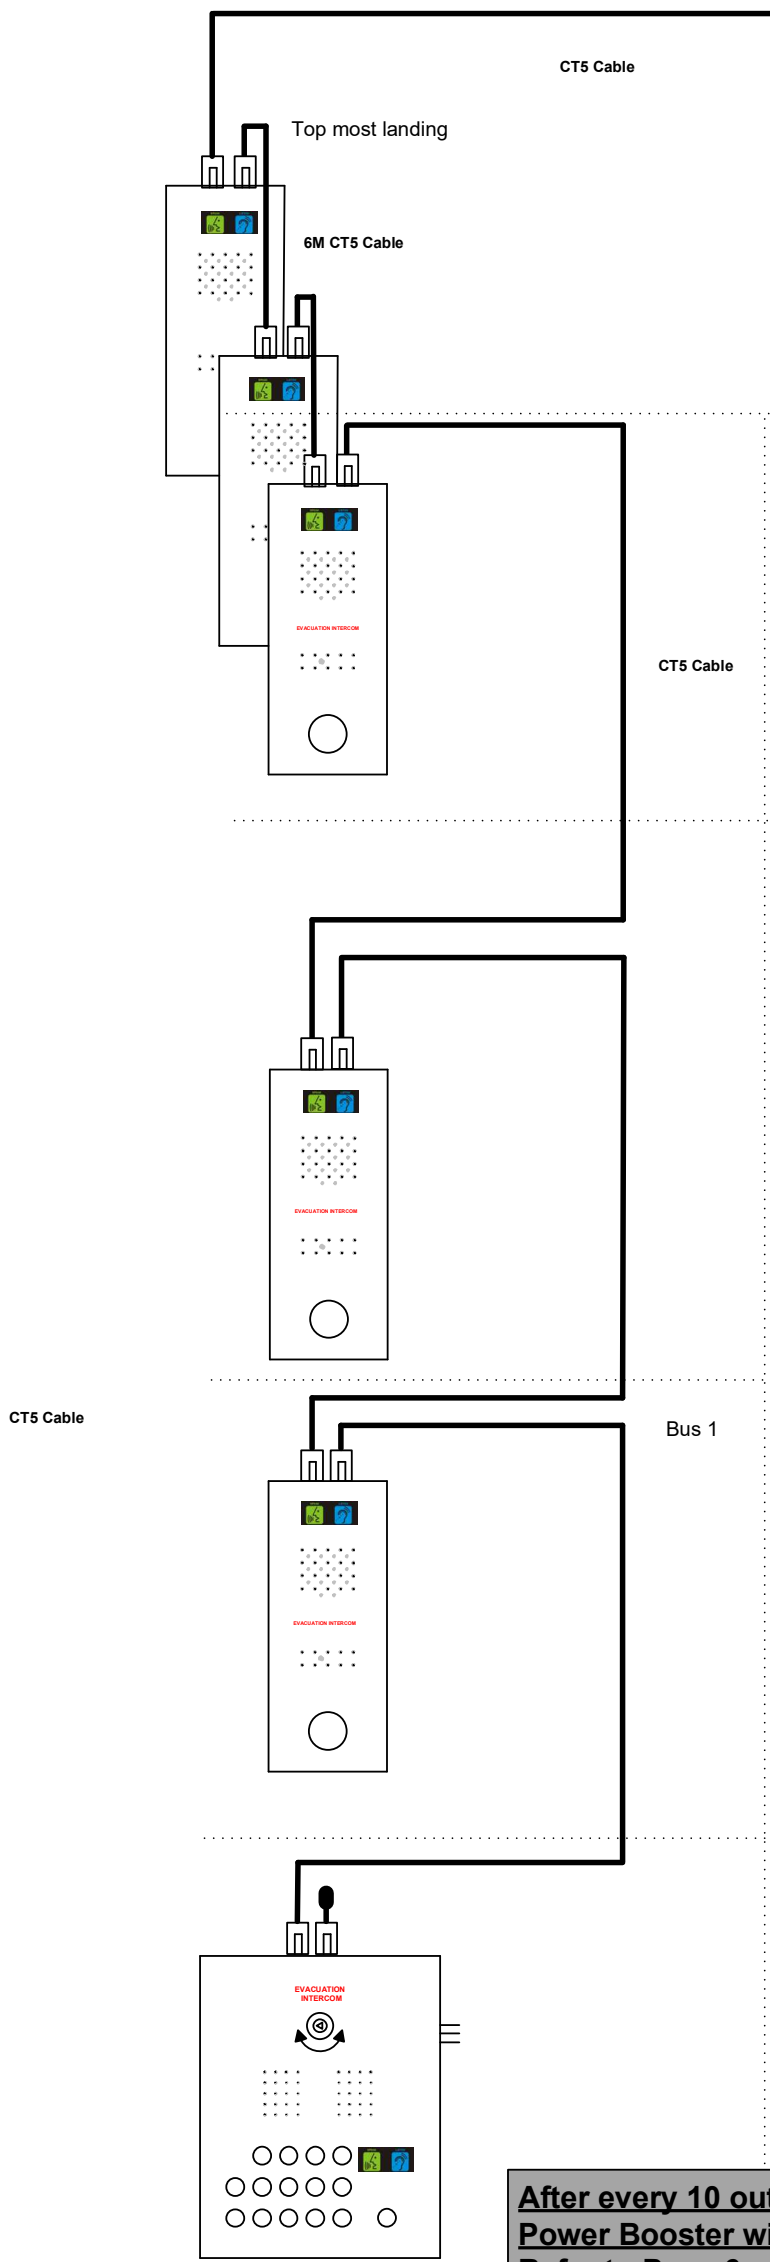 CT5 Cable
Top most landing
6M CT5 Cable
EVACUATION INTERCOM
CT5 Cable
EVACUATION INTERCOM
CT5 Cable
Bus 1
EVACUATION INTERCOM
EVACUATION
INTERCOM
After every 10 out
Power Booster wi